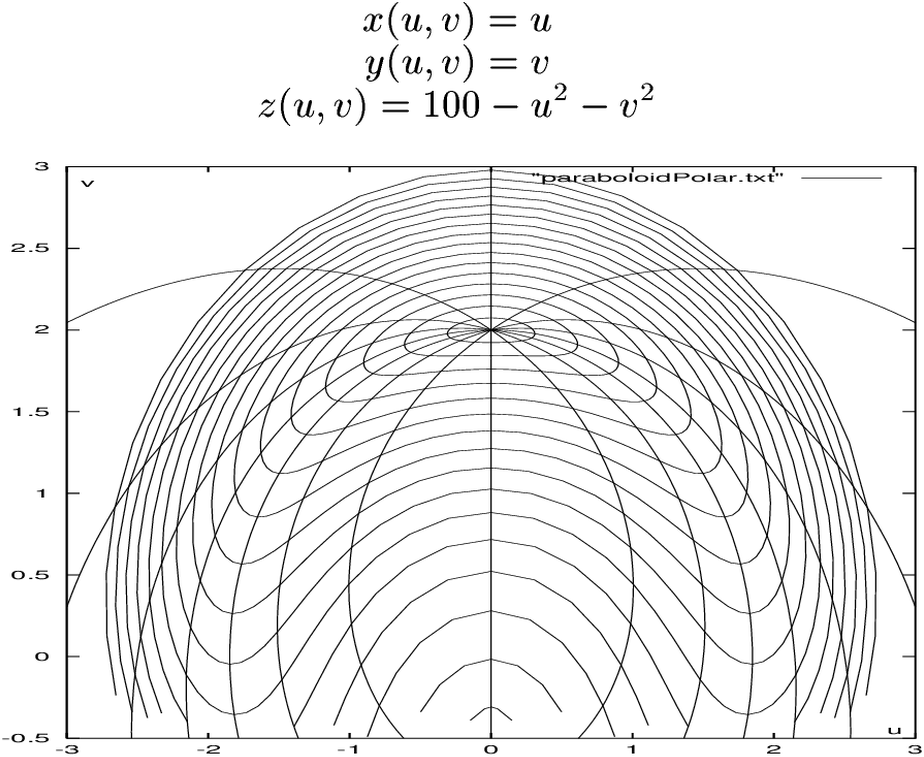 x(u, v) = u
y(u, v) = v
z(u, v) = 100 − u² − v²
3
v
"paraboloidPolar.txt"
2.5
2
1.5
1
0.5
0
-0.5
u
-3 -2 -1 0 1 2 3